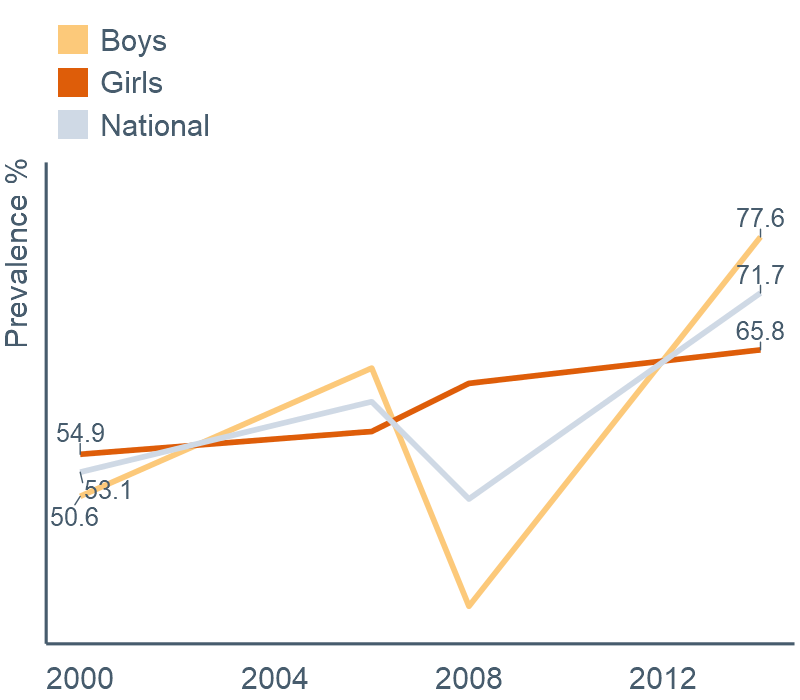 Boys
Girls
National
Prevalence %
77.6
71.7
65.8
54.9
53.1
50.6
2000
2004
2008
2012